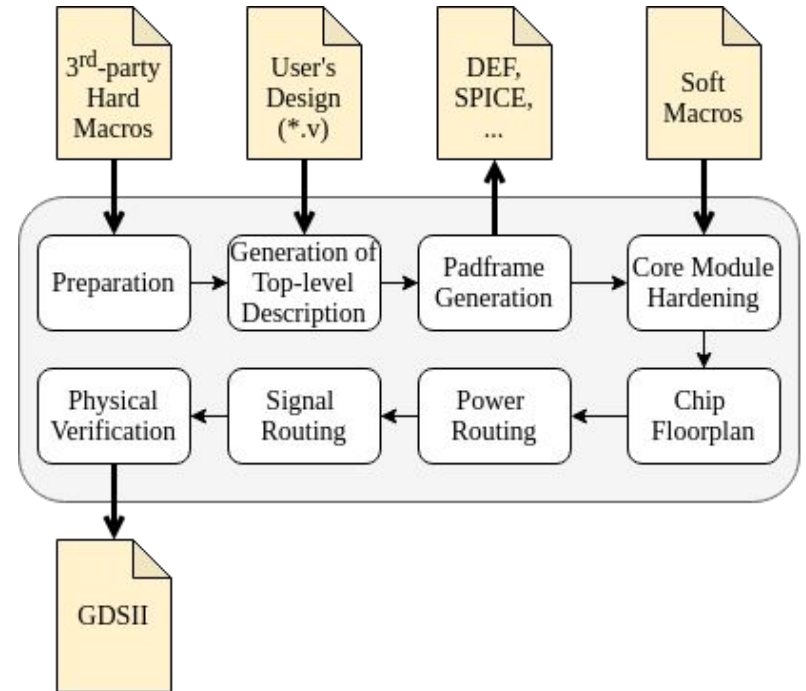 3rd-party
Hard
Macros
User's
Design
(*.v)
DEF,
SPICE,
...
Soft
Macros
Preparation
Generation of
Top-level
Description
Padframe
Generation
Core Module
Hardening
Physical
Verification
Signal
Routing
Power
Routing
Chip
Floorplan
GDSII